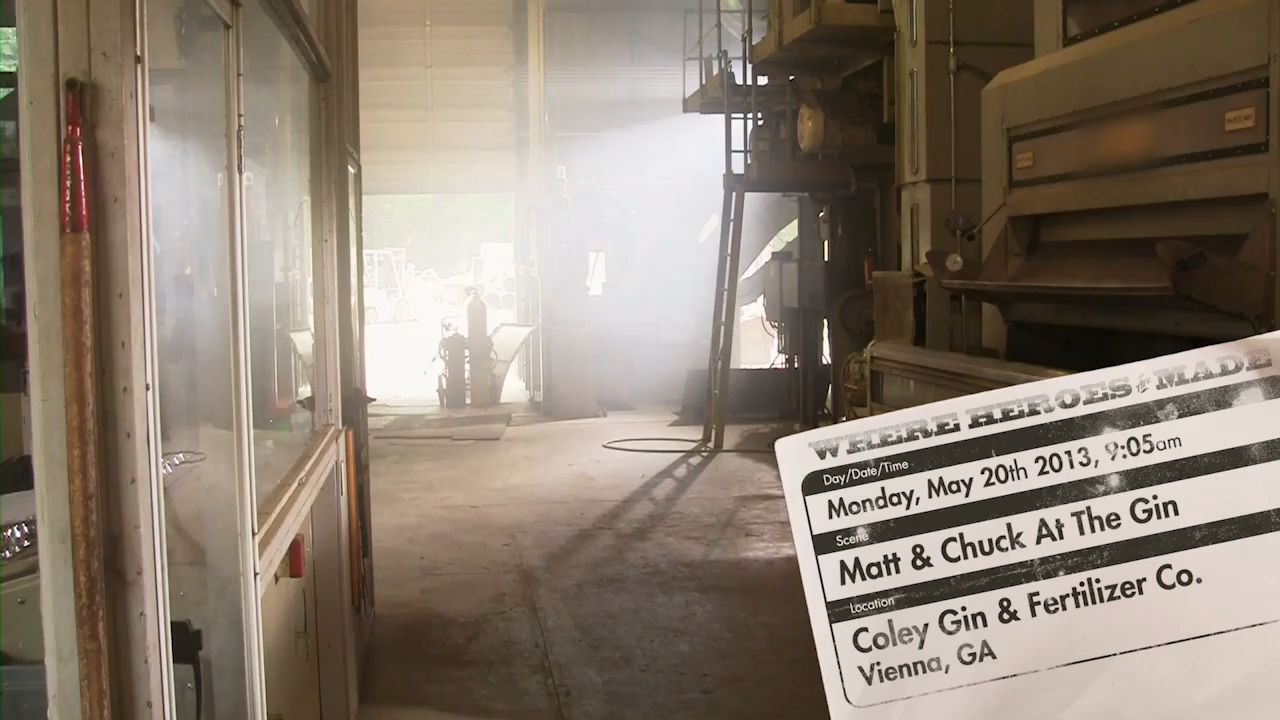 WHERE HEROES ARE MADE
Day/Date/Time
Monday, May 20th 2013, 9:05am
Scene
Matt & Chuck At The Gin
Location
Coley Gin & Fertilizer Co.
Vienna, GA